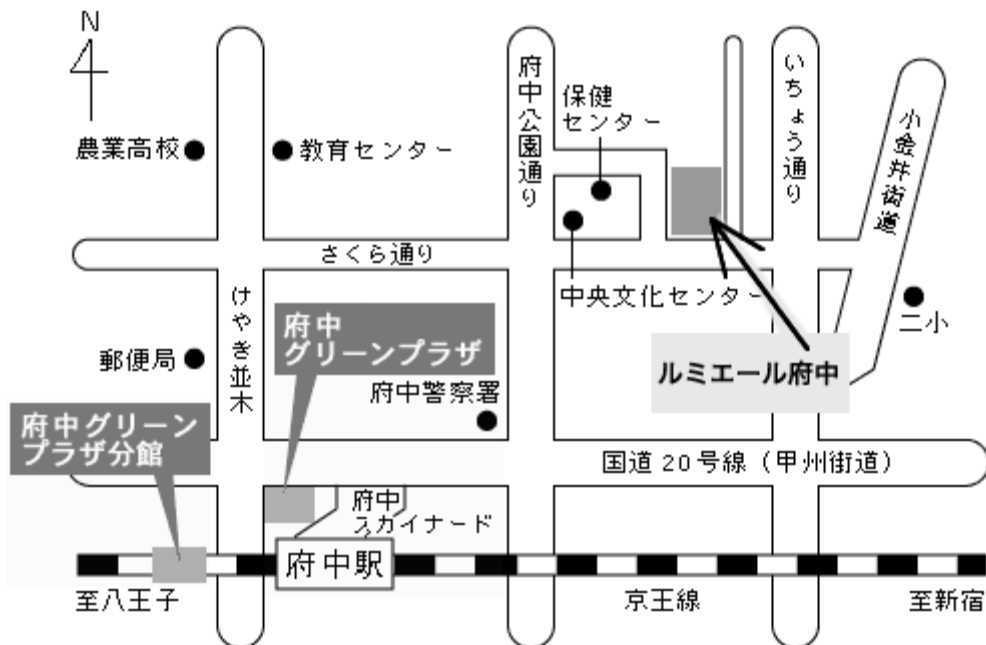 N
府中公園通り
いちょう通り
保健
センター
小金井街道
農業高校
教育センター
さくら通り
けやき並木
中央文化センター
二小
府中
グリーンプラザ
郵便局
ルミエール府中
府中警察署
府中グリーン
プラザ分館
国道20号線(甲州街道)
府中
スカイナード
府中駅
至八王子
京王線
至新宿